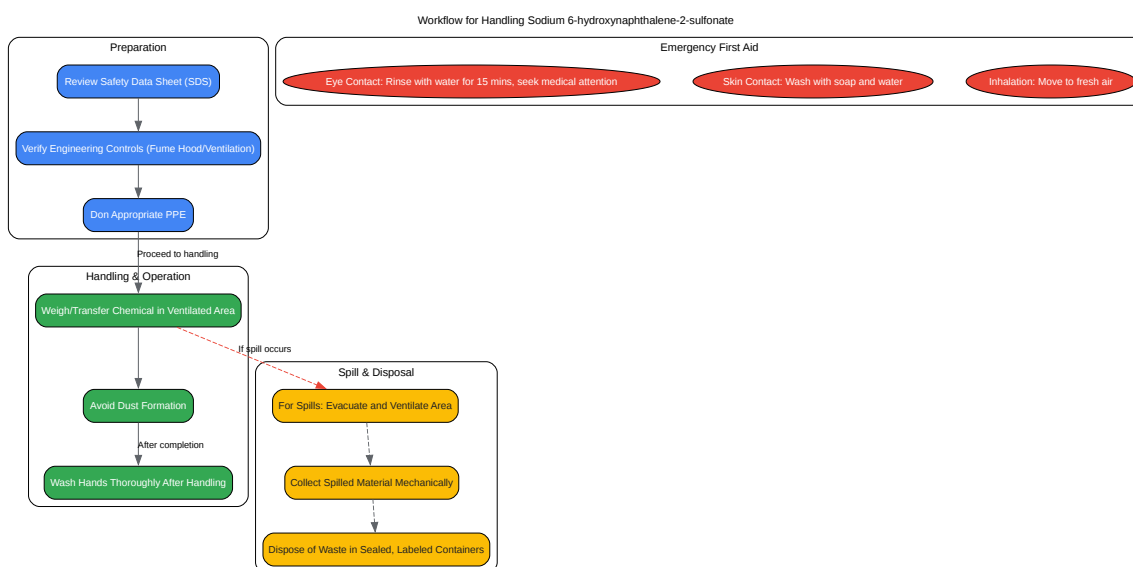 Workflow for Handling Sodium 6-hydroxynaphthalene-2-sulfonate
Preparation
Review Safety Data Sheet (SDS)
Verify Engineering Controls (Fume Hood/Ventilation)
Don Appropriate PPE
Proceed to handling
Emergency First Aid
Eye Contact: Rinse with water for 15 mins, seek medical attention
Skin Contact: Wash with soap and water
Inhalation: Move to fresh air
Handling & Operation
Weigh/Transfer Chemical in Ventilated Area
If spill occurs
Avoid Dust Formation
After completion
Wash Hands Thoroughly After Handling
Spill & Disposal
For Spills: Evacuate and Ventilate Area
Collect Spilled Material Mechanically
Dispose of Waste in Sealed, Labeled Containers